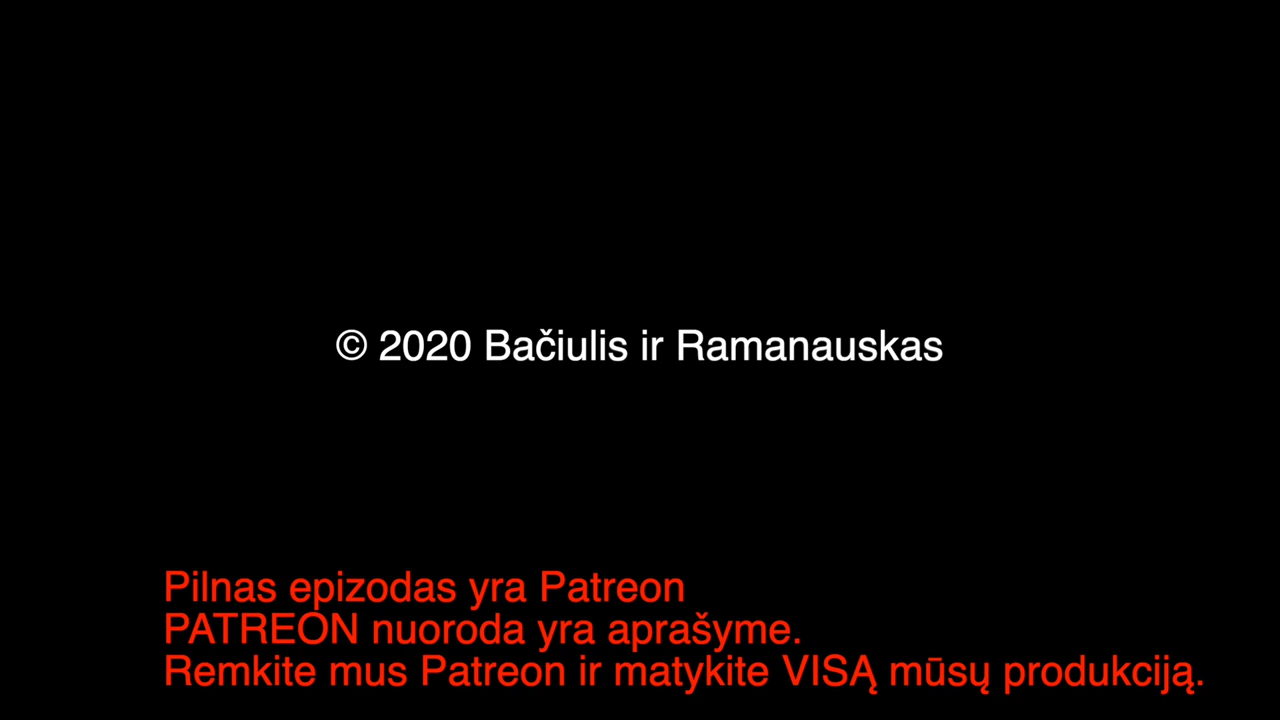 © 2020 Bačiulis ir Ramanauskas
Pilnas epizodas yra Patreon
PATREON nuoroda yra aprašyme.
Remkite mus Patreon ir matykite VISĄ mūsų produkciją.